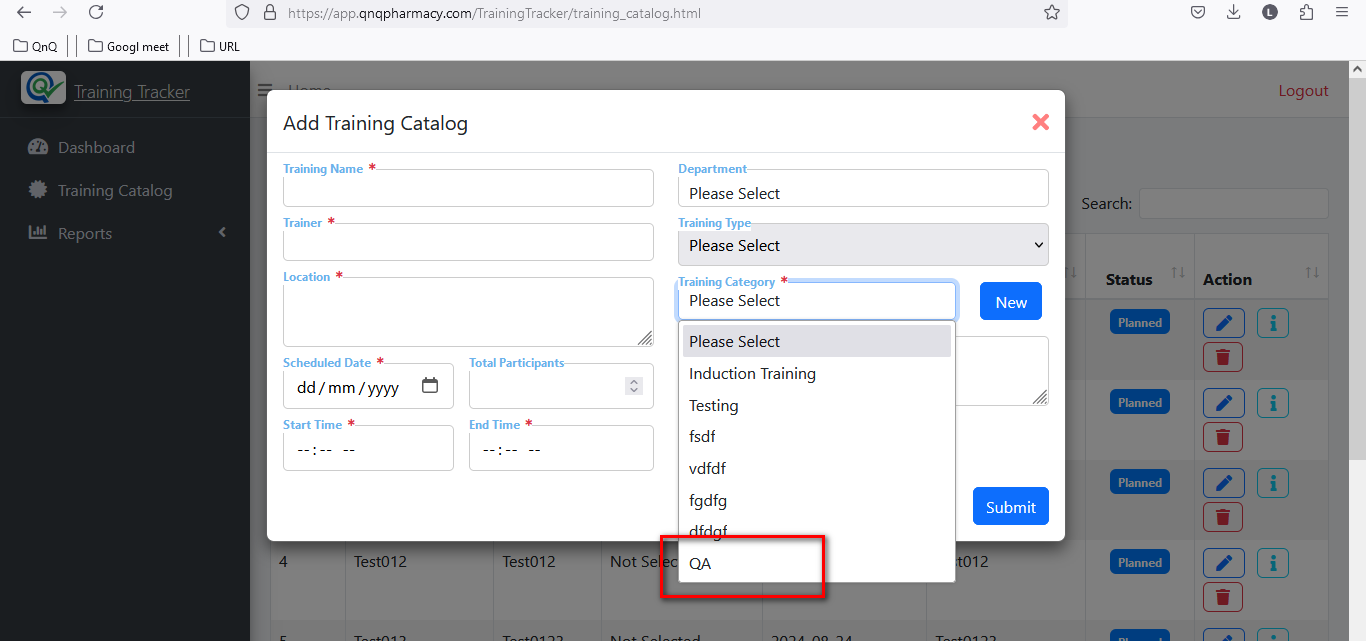 https://app.qnqpharmacy.com/TrainingTracker/training_catalog.html
L
QnQ
Googl meet
URL
Training Tracker
Home
Logout
Dashboard
Training Catalog
Reports
Add Training Catalog
Training Name *
Department
Please Select
Trainer *
Training Type
Please Select
Location *
Training Category *
Please Select
New
Please Select
Induction Training
Testing
fsdf
vdfdf
fgdfg
dfdgf
QA
Scheduled Date *
Total Participants
dd/mm/yyyy
Start Time *
End Time *
--:-- --
--:-- --
Submit
Search:
Status
Action
Planned
Planned
Planned
4 Test012 Test012 Not Selec st012 Planned
5 Test0123 Test012 Not Selected 2024-08-24 Test0123